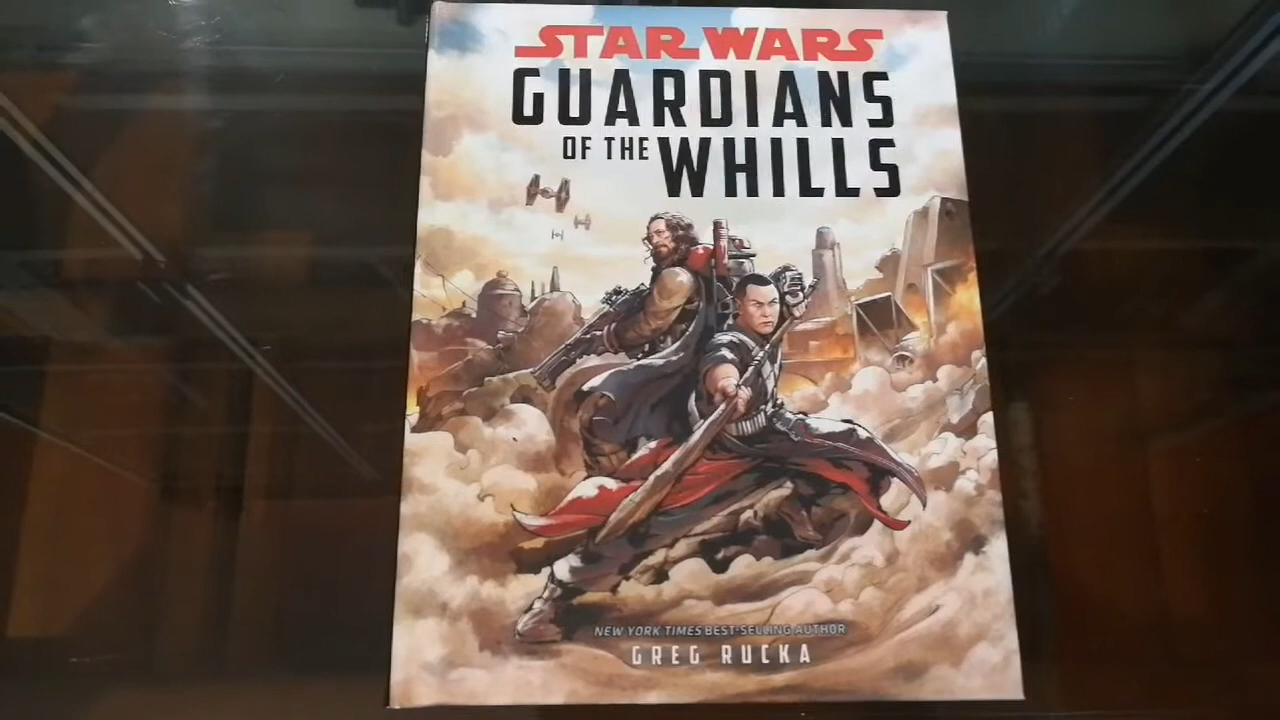 STAR WARS
GUARDIANS
OF THE WHILLS
NEW YORK TIMES BEST-SELLING AUTHOR
GREG RUCKA